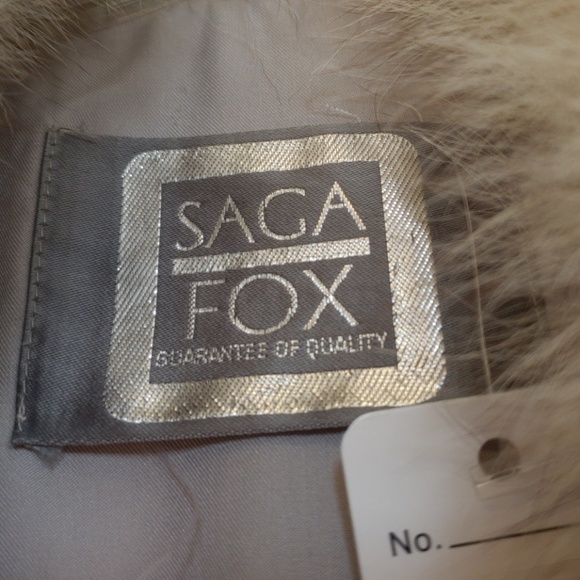 SAGA
FOX
GUARANTEE OF QUALITY
No.